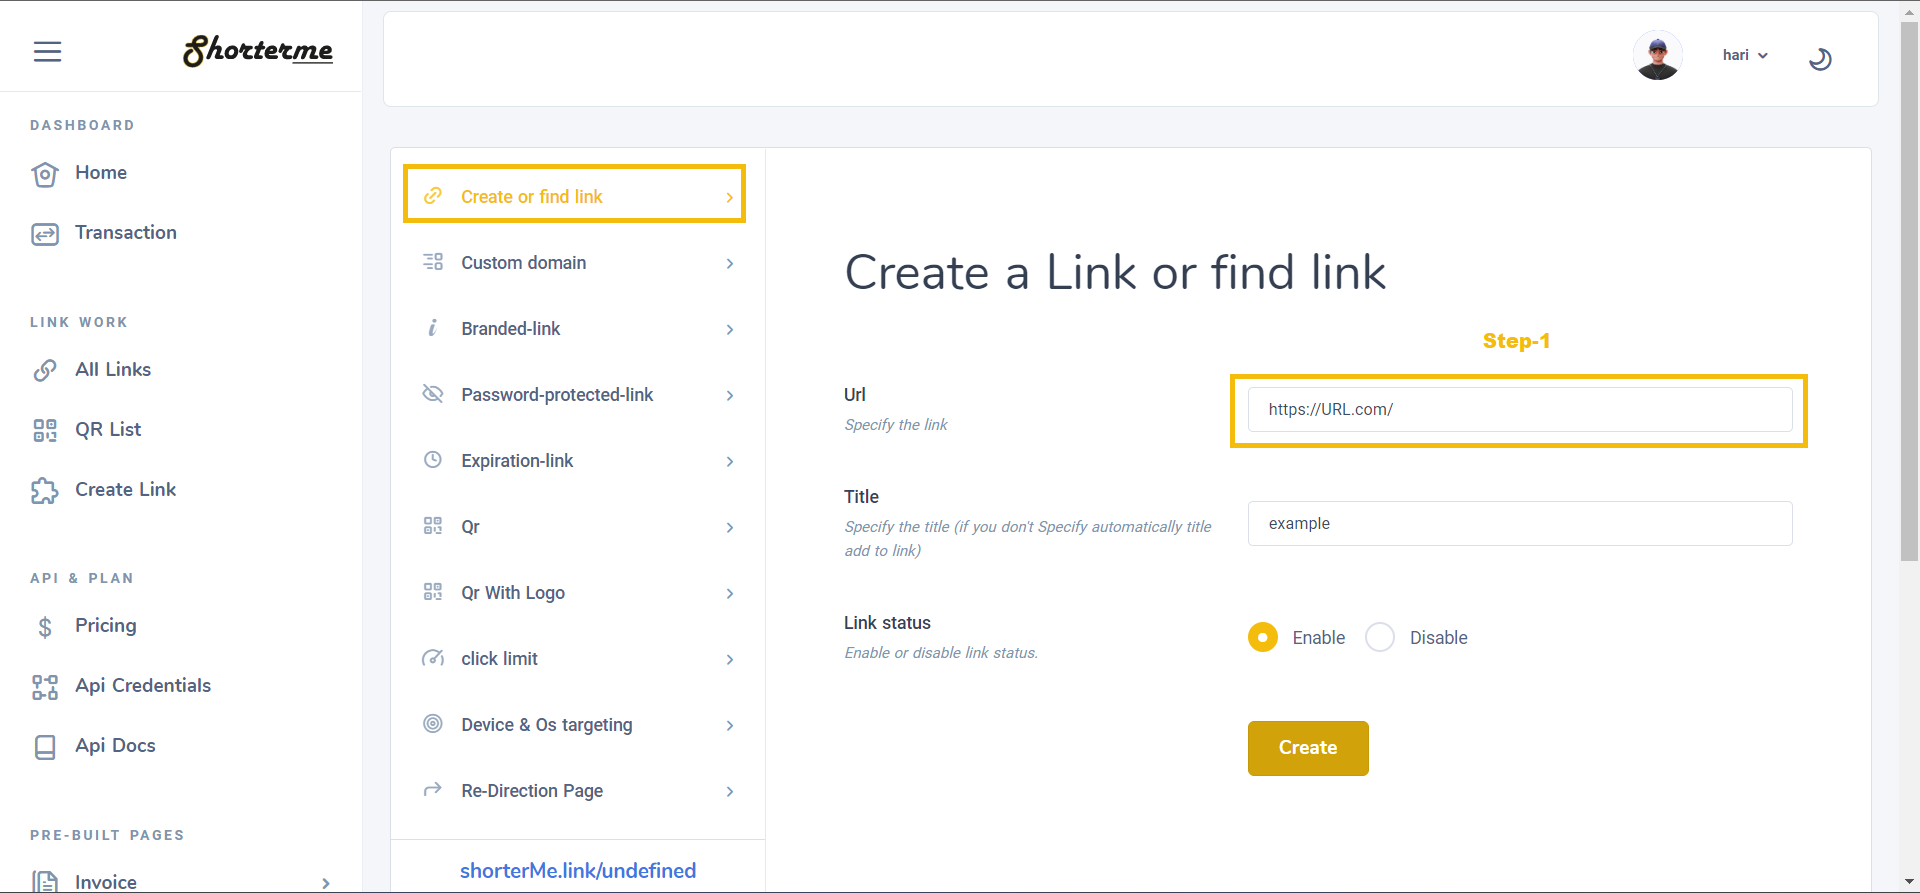 Shorterme
hari
DASHBOARD
Home
Transaction
LINK WORK
All Links
QR List
Create Link
API & PLAN
Pricing
Api Credentials
Api Docs
PRE-BUILT PAGES
Invoice
Create or find link
Custom domain
Branded-link
Password-protected-link
Expiration-link
Qr
Qr With Logo
click limit
Device & Os targeting
Re-Direction Page
shorterMe.link/undefined
Create a Link or find link
Step-1
Url
Specify the link
https://URL.com/
Title
Specify the title (if you don't Specify automatically title
add to link)
example
Link status
Enable or disable link status.
Enable
Disable
Create